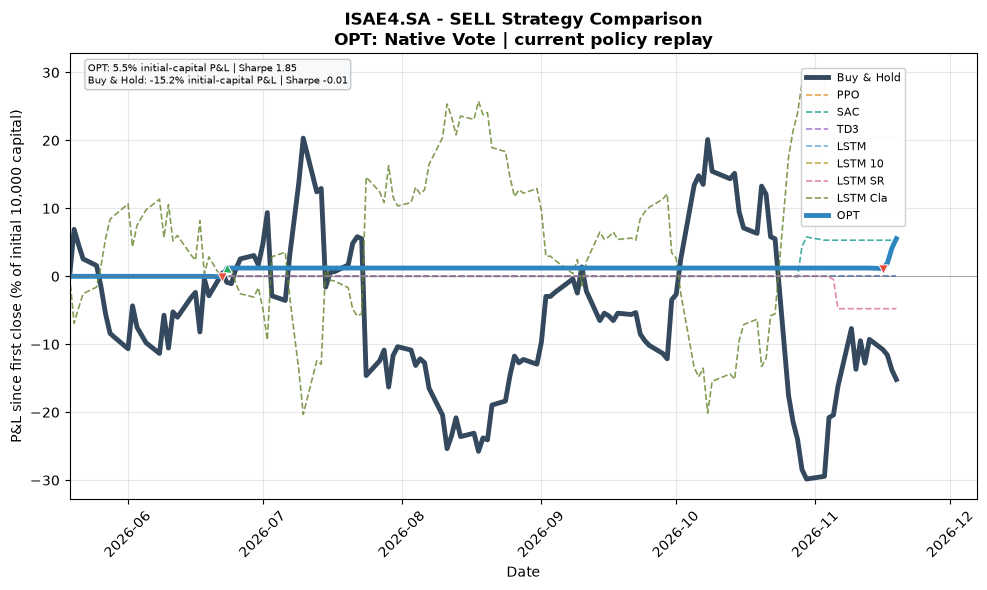 ISAE4.SA - SELL Strategy Comparison
OPT: Native Vote | current policy replay
OPT: 5.5% initial-capital P&L | Sharpe 1.85
Buy & Hold: -15.2% initial-capital P&L | Sharpe -0.01
Buy & Hold
PPO
SAC
TD3
LSTM
LSTM 10
LSTM SR
LSTM Cla
OPT
P&L since first close (% of initial 10,000 capital)
30
20
10
0
−10
−20
−30
2026-06
2026-07
2026-08
2026-09
2026-10
2026-11
2026-12
Date